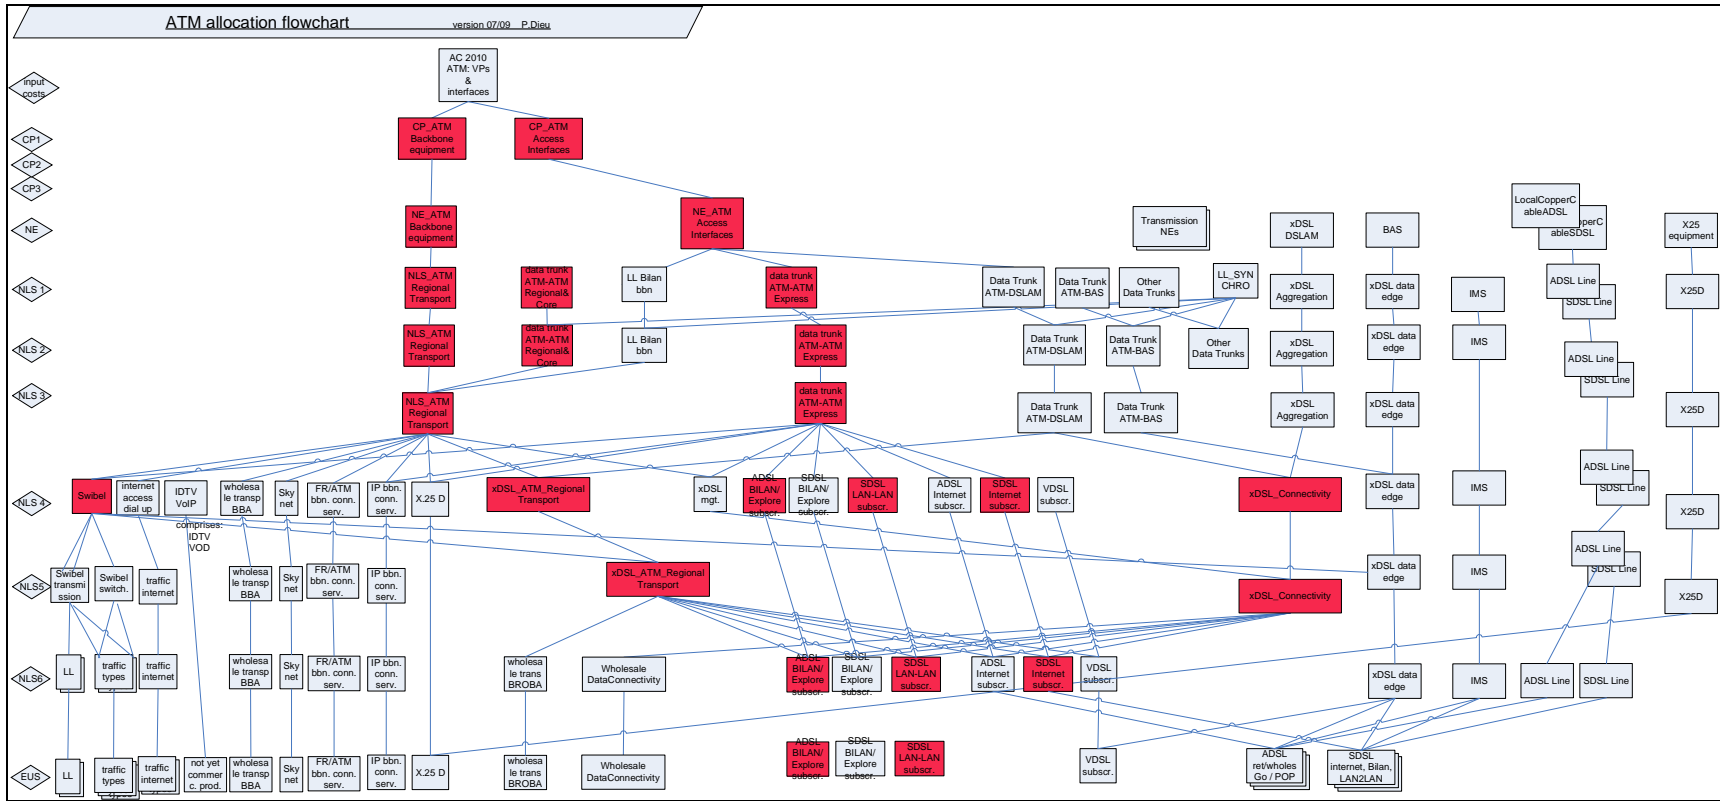 ATM allocation flowchart
version 07/09 P.Dieu
input
costs
AC 2010
ATM: VPs
&
interfaces
CP1
CP_ATM
Backbone
equipment
CP_ATM
Access
Interfaces
CP2
CP3
NE
NE_ATM
Backbone
equipment
NE_ATM
Access
Interfaces
Transmission
NEs
xDSL
DSLAM
BAS
LocalCopperC
ableADSL
opperC
ableSDSL
X25
equipment
NLS 1
NLS_ATM
Regional
Transport
data trunk
ATM-ATM
Regional&
Core
LL Bilan
bbn
data trunk
ATM-ATM
Express
Data Trunk
ATM-DSLAM
Data Trunk
ATM-BAS
Other
Data Trunks
LL_SYN
CHRO
xDSL
Aggregation
xDSL data
edge
IMS
ADSL Line
SDSL Line
X25D
NLS 2
NLS_ATM
Regional
Transport
data trunk
ATM-ATM
Regional&
Core
LL Bilan
bbn
data trunk
ATM-ATM
Express
Data Trunk
ATM-DSLAM
Data Trunk
ATM-BAS
Other
Data Trunks
xDSL
Aggregation
xDSL data
edge
IMS
ADSL Line
SDSL Line
NLS 3
NLS_ATM
Regional
Transport
data trunk
ATM-ATM
Express
Data Trunk
ATM-DSLAM
Data Trunk
ATM-BAS
xDSL
Aggregation
xDSL data
edge
X25D
NLS 4
Swibel
internet
access
dial up
IDTV
VoIP
comprises:
IDTV
VOD
wholesa
le transp
BBA
Sky
net
FR/ATM
bbn. conn.
serv.
IP bbn.
conn.
serv.
X.25 D
xDSL_ATM_Regional
Transport
xDSL
mgt.
ADSL
BILAN/
Explore
subscr.
SDSL
BILAN/
Explore
subscr.
SDSL
LAN-LAN
subscr.
ADSL
Internet
subscr.
SDSL
Internet
subscr.
VDSL
subscr.
xDSL_Connectivity
xDSL data
edge
IMS
ADSL Line
SDSL Line
X25D
NLS5
Swibel
transmi
ssion
Swibel
switch.
traffic
internet
wholesa
le transp
BBA
Sky
net
FR/ATM
bbn. conn.
serv.
IP bbn.
conn.
serv.
xDSL_ATM_Regional
Transport
xDSL_Connectivity
xDSL data
edge
IMS
ADSL Line
SDSL Line
X25D
NLS6
LL
traffic
types
traffic
internet
wholesa
le transp
BBA
Sky
net
FR/ATM
bbn. conn.
serv.
IP bbn.
conn.
serv.
wholesa
le trans
BROBA
Wholesale
DataConnectivity
ADSL
BILAN/
Explore
subscr.
SDSL
BILAN/
Explore
subscr.
SDSL
LAN-LAN
subscr.
ADSL
Internet
subscr.
SDSL
Internet
subscr.
VDSL
subscr.
xDSL data
edge
IMS
ADSL Line
SDSL Line
EUS
LL
traffic
types
traffic
internet
not yet
commer
c. prod.
wholesa
le transp
BBA
Sky
net
FR/ATM
bbn. conn.
serv.
IP bbn.
conn.
serv.
X.25 D
wholesa
le trans
BROBA
Wholesale
DataConnectivity
ADSL
BILAN/
Explore
subscr.
SDSL
BILAN/
Explore
subscr.
SDSL
LAN-LAN
subscr.
VDSL
subscr.
ADSL
ret/wholes
Go / POP
SDSL
internet, Bilan,
LAN2LAN